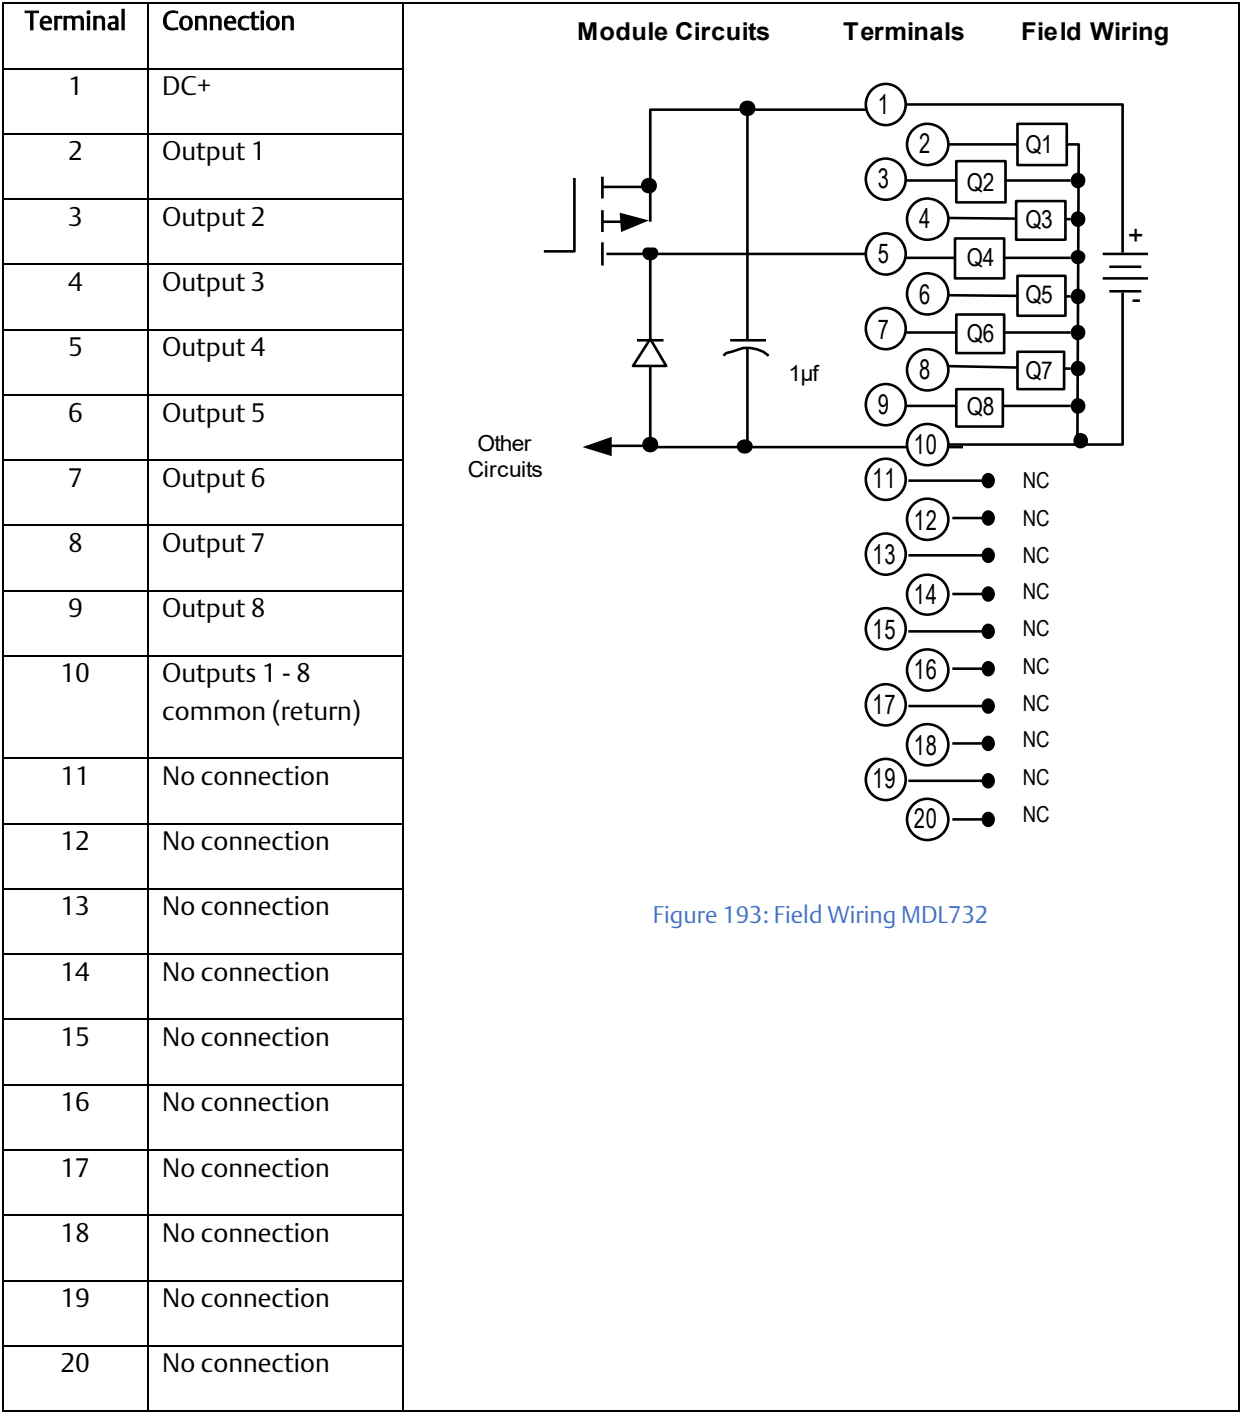 Terminal Connection
1 DC+
2 Output 1
3 Output 2
4 Output 3
5 Output 4
6 Output 5
7 Output 6
8 Output 7
9 Output 8
10 Outputs 1 - 8
common (return)
11 No connection
12 No connection
13 No connection
14 No connection
15 No connection
16 No connection
17 No connection
18 No connection
19 No connection
20 No connection
Module Circuits Terminals Field Wiring
1
2 Q1
3 Q2
4 Q3
+
5 Q4
6 Q5
-
7 Q6
1µf
8 Q7
9 Q8
Other
Circuits
10
11 NC
12 NC
13 NC
14 NC
15 NC
16 NC
17 NC
18 NC
19 NC
20 NC
Figure 193: Field Wiring MDL732